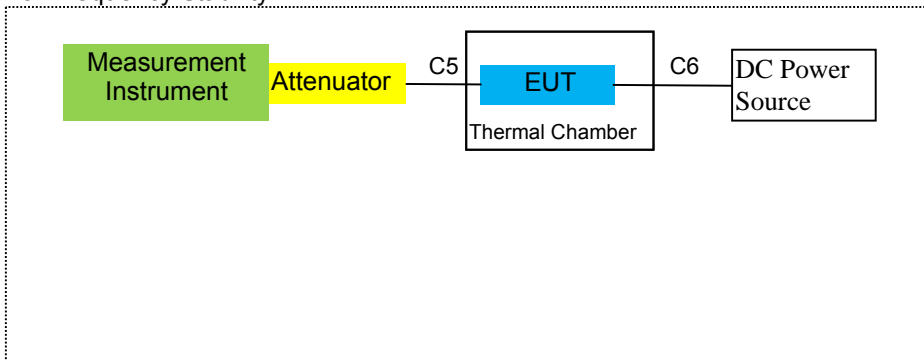 Measurement
Instrument
Attenuator
C5
EUT
Thermal Chamber
C6
DC Power
Source